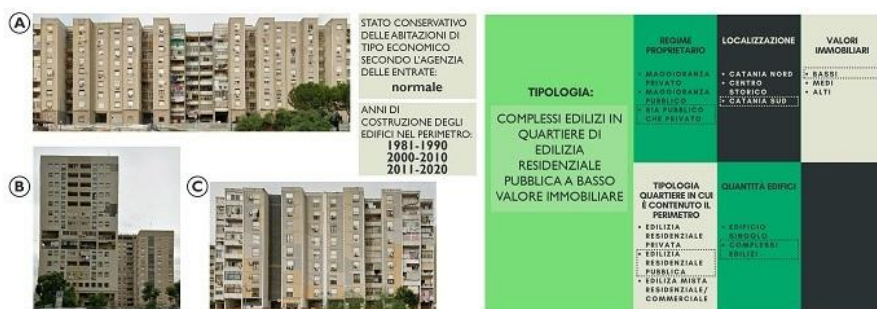 A
STATO CONSERVATIVO
DELLE ABITAZIONI DI
TIPO ECONOMICO
SECONDO L'AGENZIA
DELLE ENTRATE:
normale
ANNI DI
COSTRUZIONE DEGLI
EDIFICI NEL PERIMETRO:
1981-1990
2000-2010
2011-2020
B
C
TIPOLOGIA:
COMPLESSI EDILIZI IN
QUARTIERE DI
EDILIZIA
RESIDENZIALE
PUBBLICA A BASSO
VALORE IMMOBILIARE
REGIME
PROPRIETARIO
• MAGGIORANZA
PRIVATO
• MAGGIORANZA
PUBBLICO
• SIA PUBBLICO
CHE PRIVATO
LOCALIZZAZIONE
• CATANIA NORD
• CENTRO
STORICO
• CATANIA SUD
VALORI
IMMOBILIARI
• BASSI
• MEDI
• ALTI
TIPOLOGIA
QUARTIERE IN CUI
È CONTENUTO IL
PERIMETRO
• EDILIZIA
RESIDENZIALE
PRIVATA
• EDILIZIA
RESIDENZIALE
PUBBLICA
• EDILIZA MISTA
RESIDENZIALE/
COMMERCIALE
QUANTITÀ EDIFICI
• EDIFICIO
SINGOLO
• COMPLESSI
EDILIZI